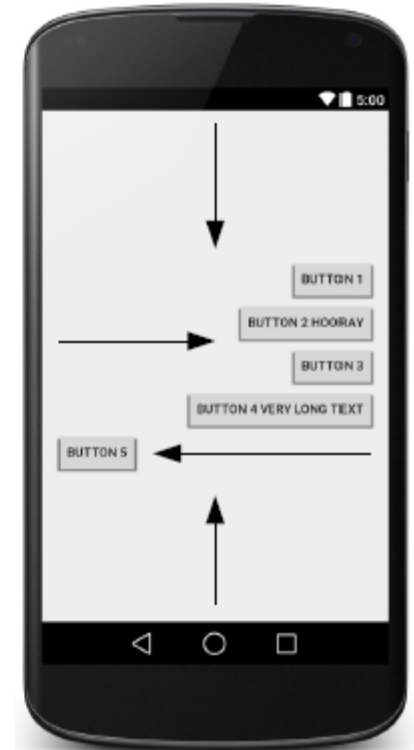 5:00
BUTTON 1
BUTTON 2 HOORAY
BUTTON 3
BUTTON 4 VERY LONG TEXT
BUTTON 5